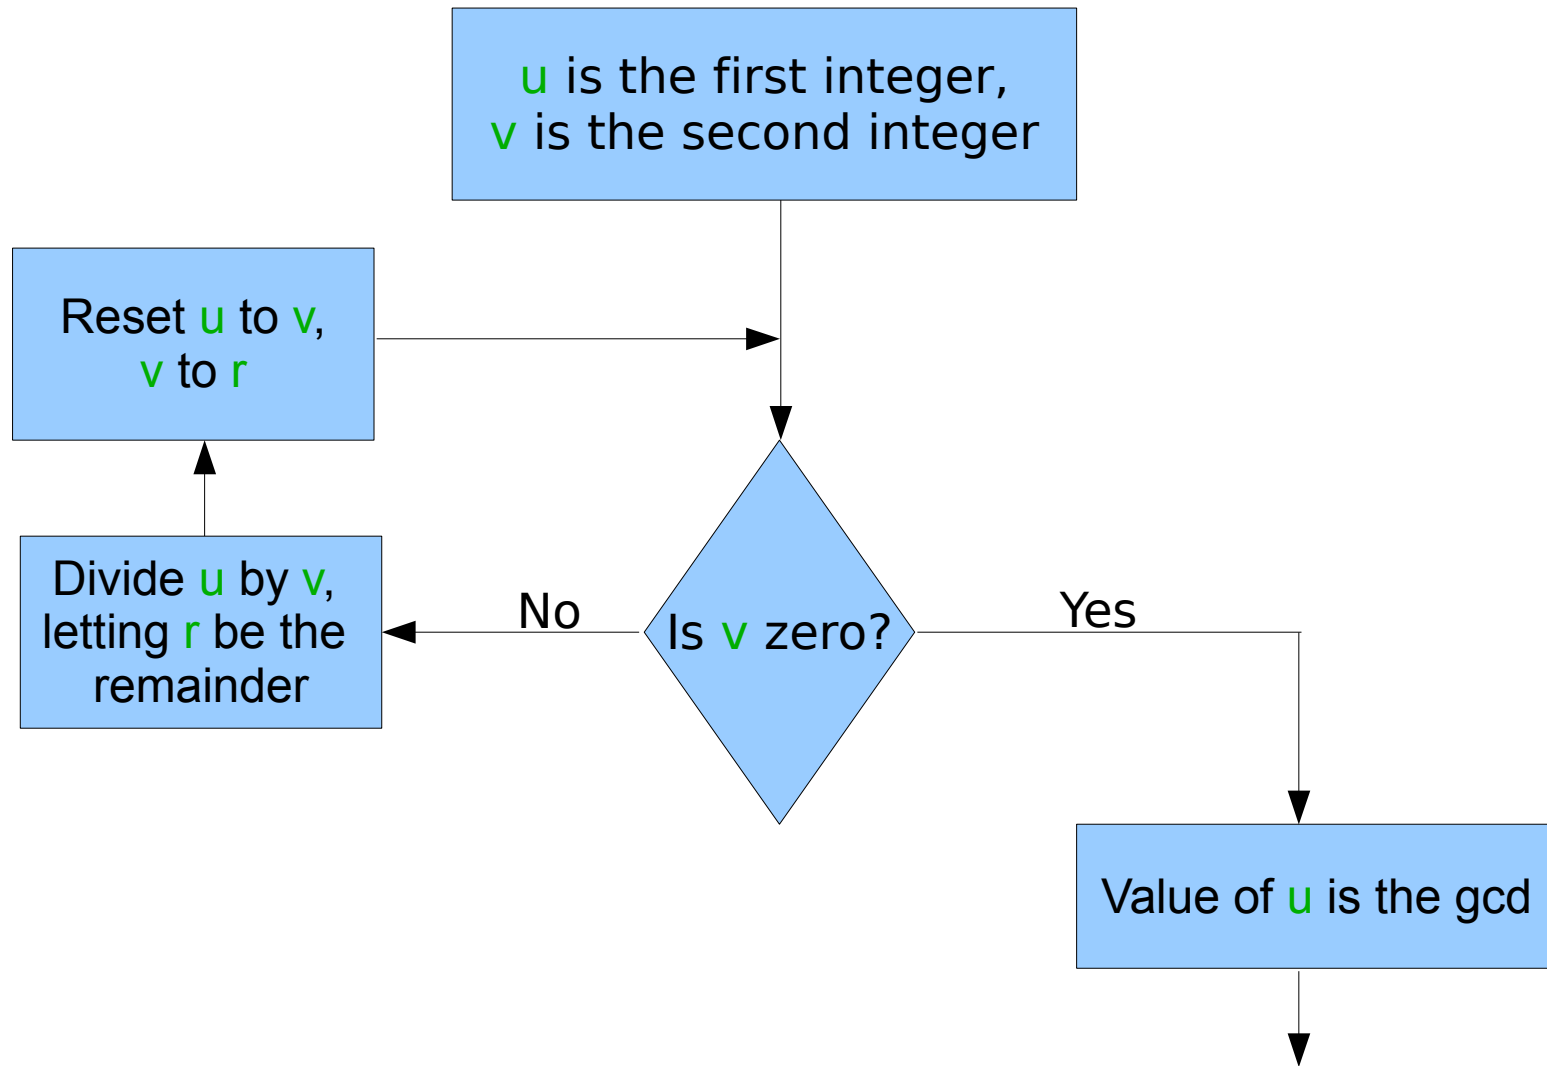 u is the first integer,
v is the second integer
Reset u to v,
v to r
Divide u by v,
letting r be the
remainder
No
Is v zero?
Yes
Value of u is the gcd